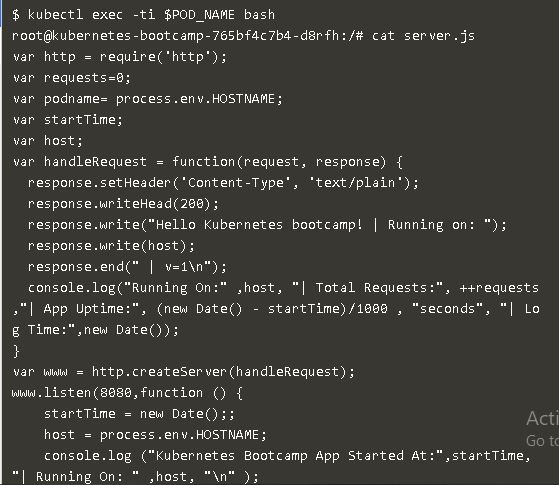 $ kubectl exec -ti $POD_NAME bash
root@kubernetes-bootcamp-765bf4c7b4-d8rfh:/# cat server.js
var http = require('http');
var requests=0;
var podname= process.env.HOSTNAME;
var startTime;
var host;
var handleRequest = function(request, response) {
  response.setHeader('Content-Type', 'text/plain');
  response.writeHead(200);
  response.write("Hello Kubernetes bootcamp! | Running on: ");
  response.write(host);
  response.end(" | v=1\n");
  console.log("Running On:" ,host, "| Total Requests:", ++requests
,"| App Uptime:", (new Date() - startTime)/1000 , "seconds", "| Lo
g Time:",new Date());
}
var www = http.createServer(handleRequest);
www.listen(8080,function () {
    startTime = new Date();;
    host = process.env.HOSTNAME;
    console.log ("Kubernetes Bootcamp App Started At:",startTime,
"| Running On: " ,host, "\n" );
Acti
Go to